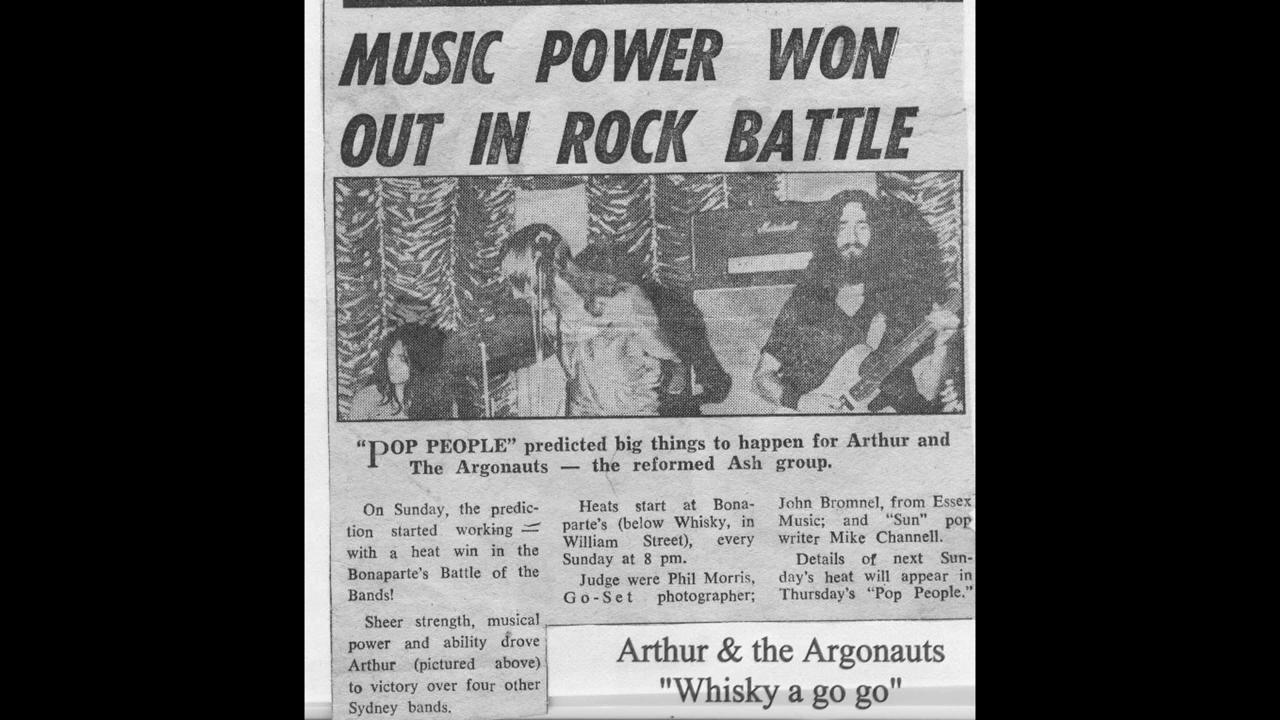 MUSIC POWER WON
OUT IN ROCK BATTLE
Marshall
"POP PEOPLE" predicted big things to happen for Arthur and
The Argonauts — the reformed Ash group.
On Sunday, the predic-
tion started working —
with a heat win in the
Bonaparte's Battle of the
Bands!
Sheer strength, musical
power and ability drove
Arthur (pictured above)
to victory over four other
Sydney bands.
Heats start at Bona-
parte's (below Whisky, in
William Street), every
Sunday at 8 pm.
Judge were Phil Morris,
Go-Set photographer;
John Bromnel, from Essex
Music; and "Sun" pop
writer Mike Channell.
Details of next Sun-
day's heat will appear in
Thursday's "Pop People."
Arthur & the Argonauts
"Whisky a go go"